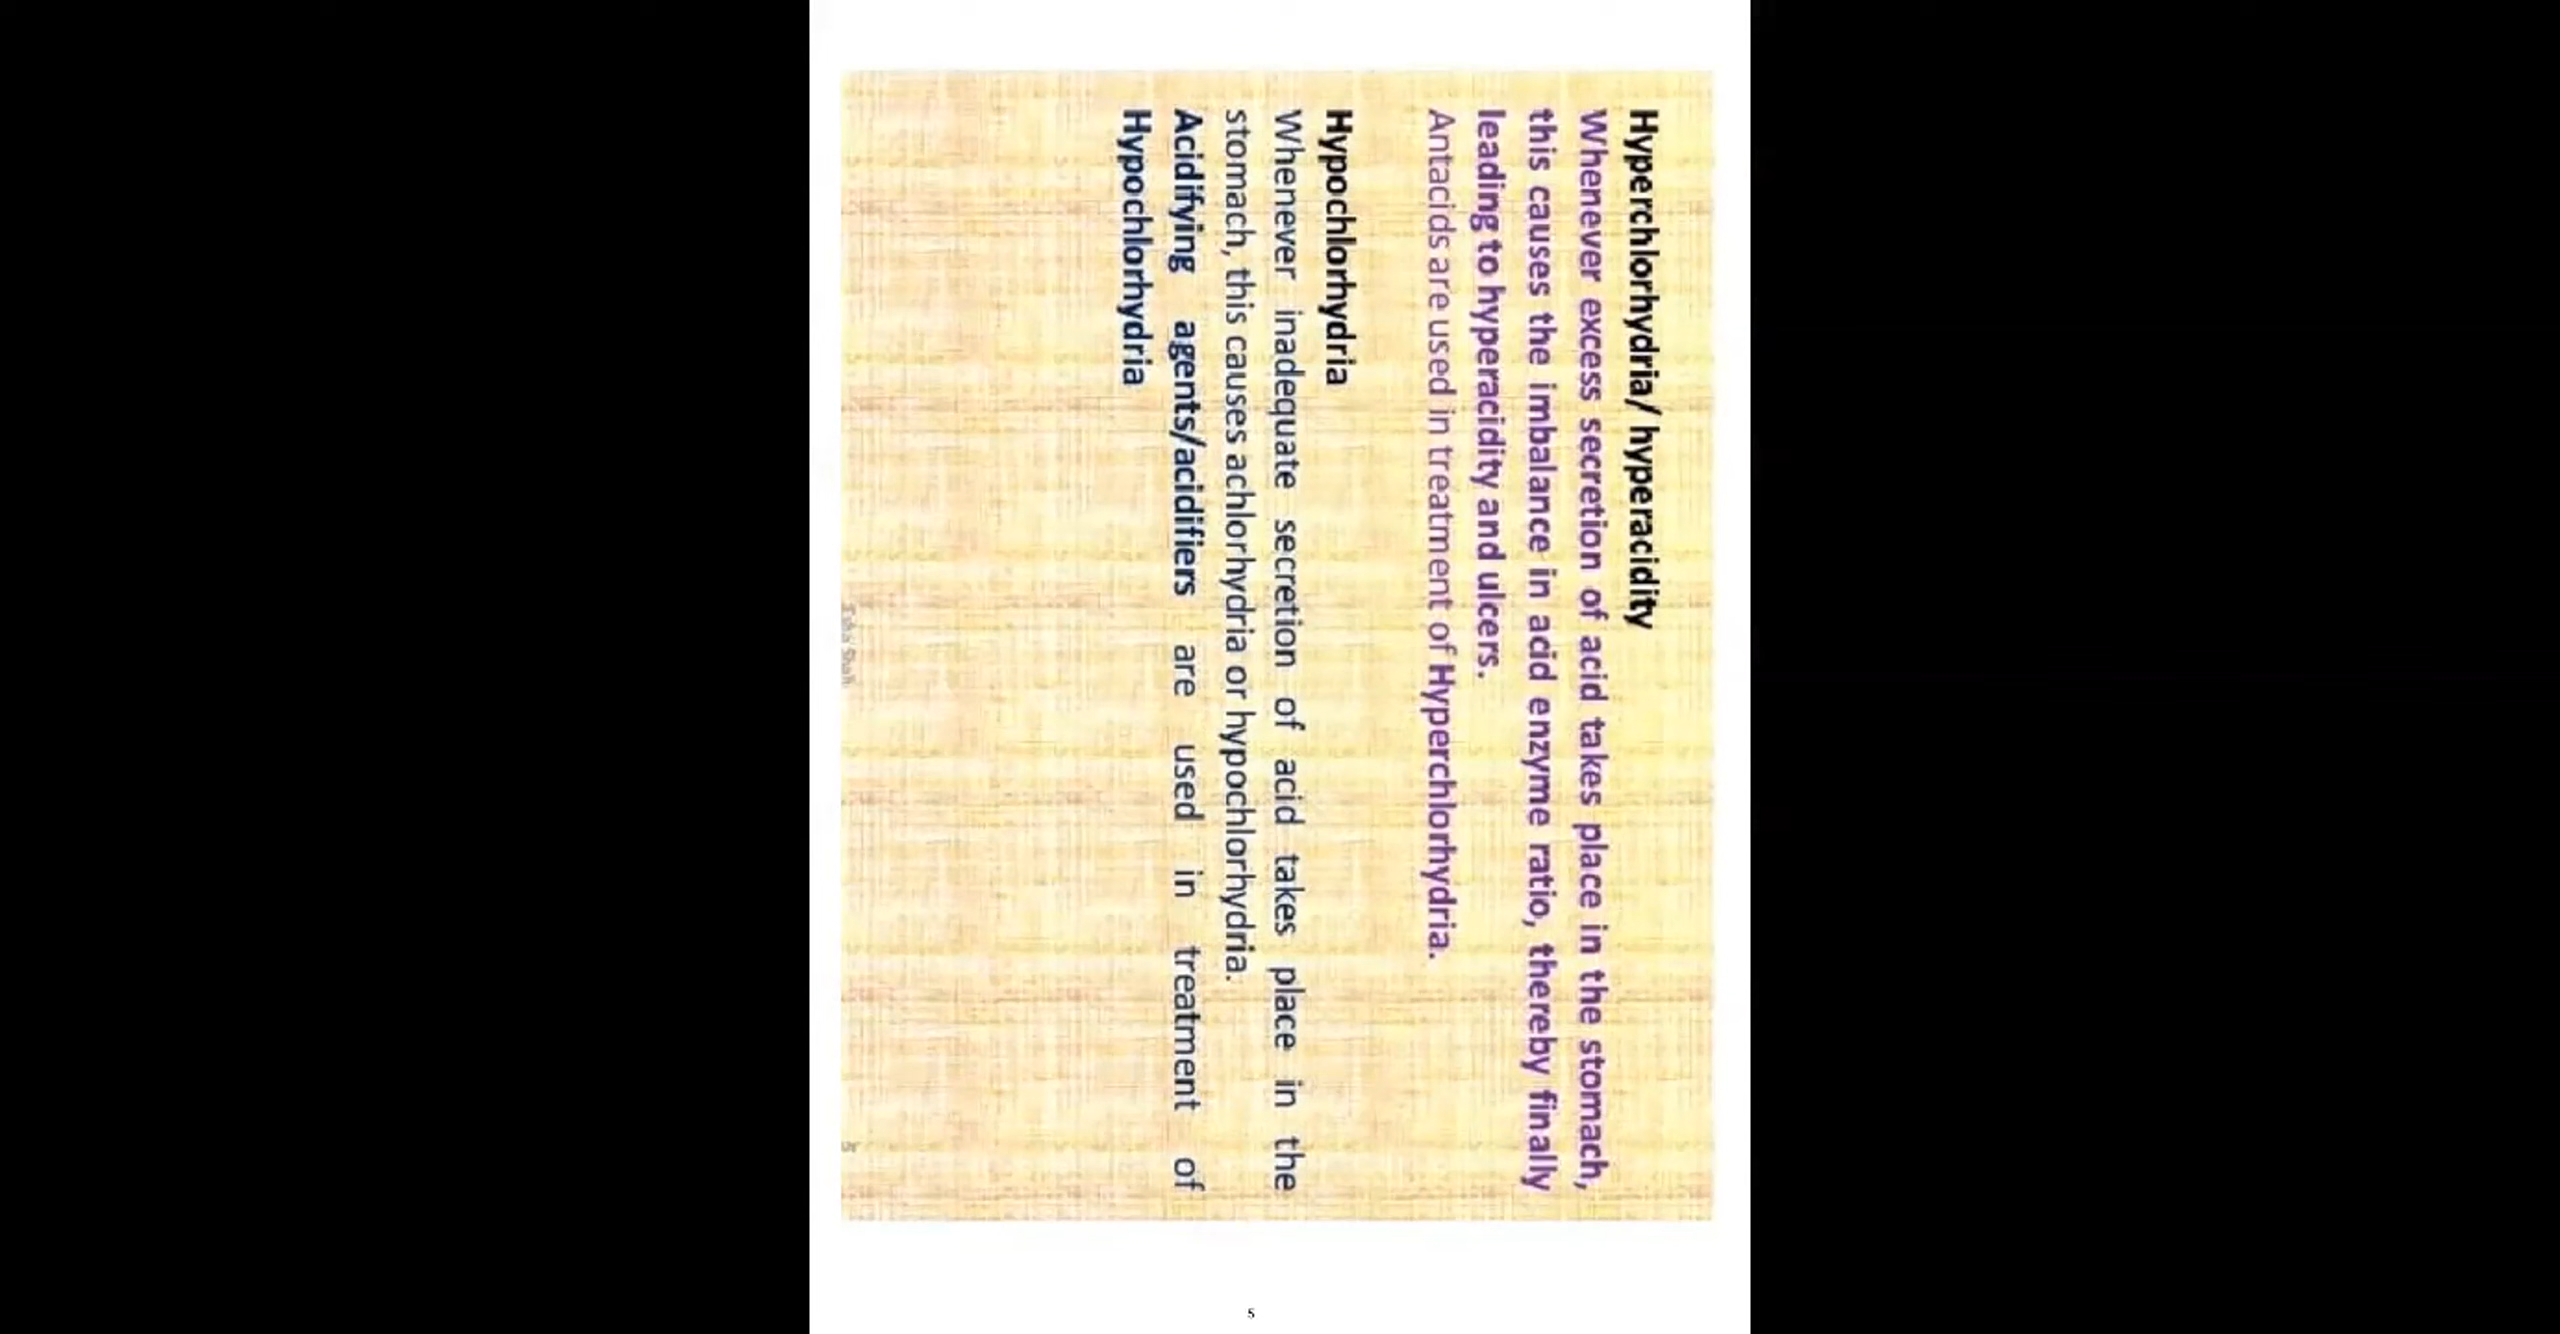 Hyperchlorhydria/ hyperacidity
Whenever excess secretion of acid takes place in the stomach,
this causes the imbalance in acid enzyme ratio, thereby finally
leading to hyperacidity and ulcers.
Antacids are used in treatment of Hyperchlorhydria.
Hypochlorhydria
Whenever inadequate secretion of acid takes place in the
stomach, this causes achlorhydria or hypochlorhydria.
Acidifying agents/acidifiers are used in treatment of
Hypochlorhydria
5